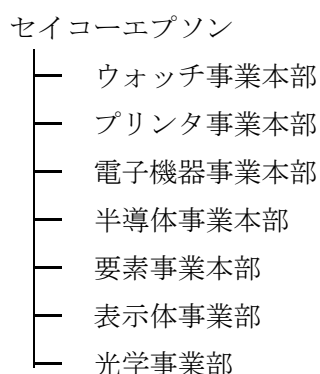 セイコーエプソン
ウォッチ事業本部
プリンタ事業本部
電子機器事業本部
半導体事業本部
要素事業本部
表示体事業部
光学事業部